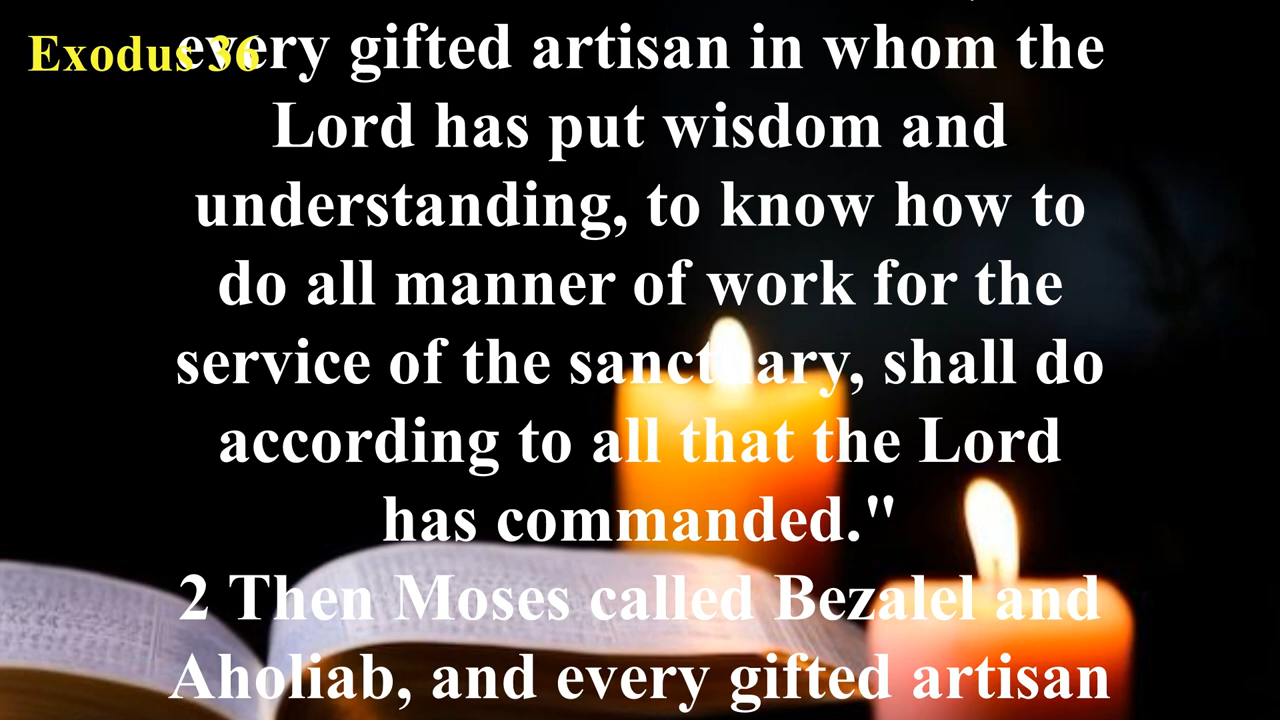 Exodus 36
every gifted artisan in whom the
Lord has put wisdom and
understanding, to know how to
do all manner of work for the
service of the sanctuary, shall do
according to all that the Lord
has commanded."
2 Then Moses called Bezalel and
Aholiab, and every gifted artisan